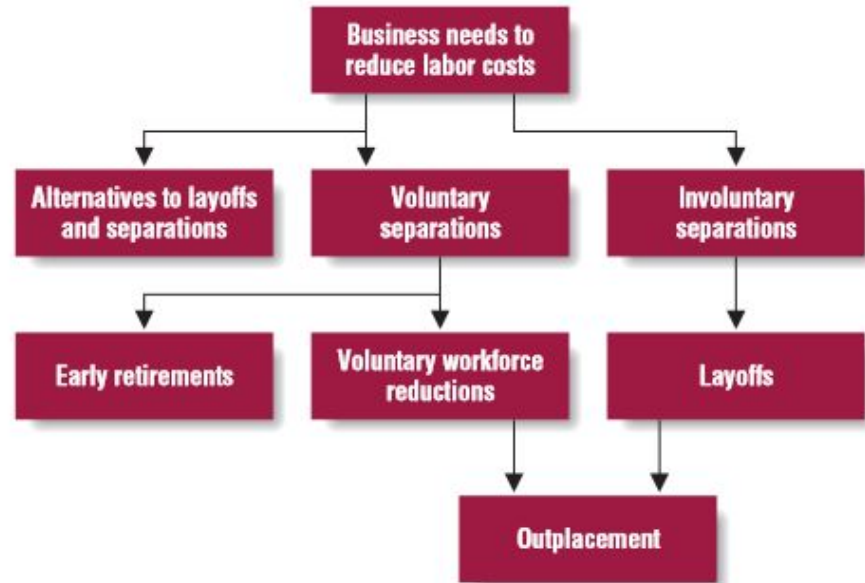 Business needs to
reduce labor costs
Alternatives to layoffs
and separations
Voluntary
separations
Involuntary
separations
Early retirements
Voluntary workforce
reductions
Layoffs
Outplacement